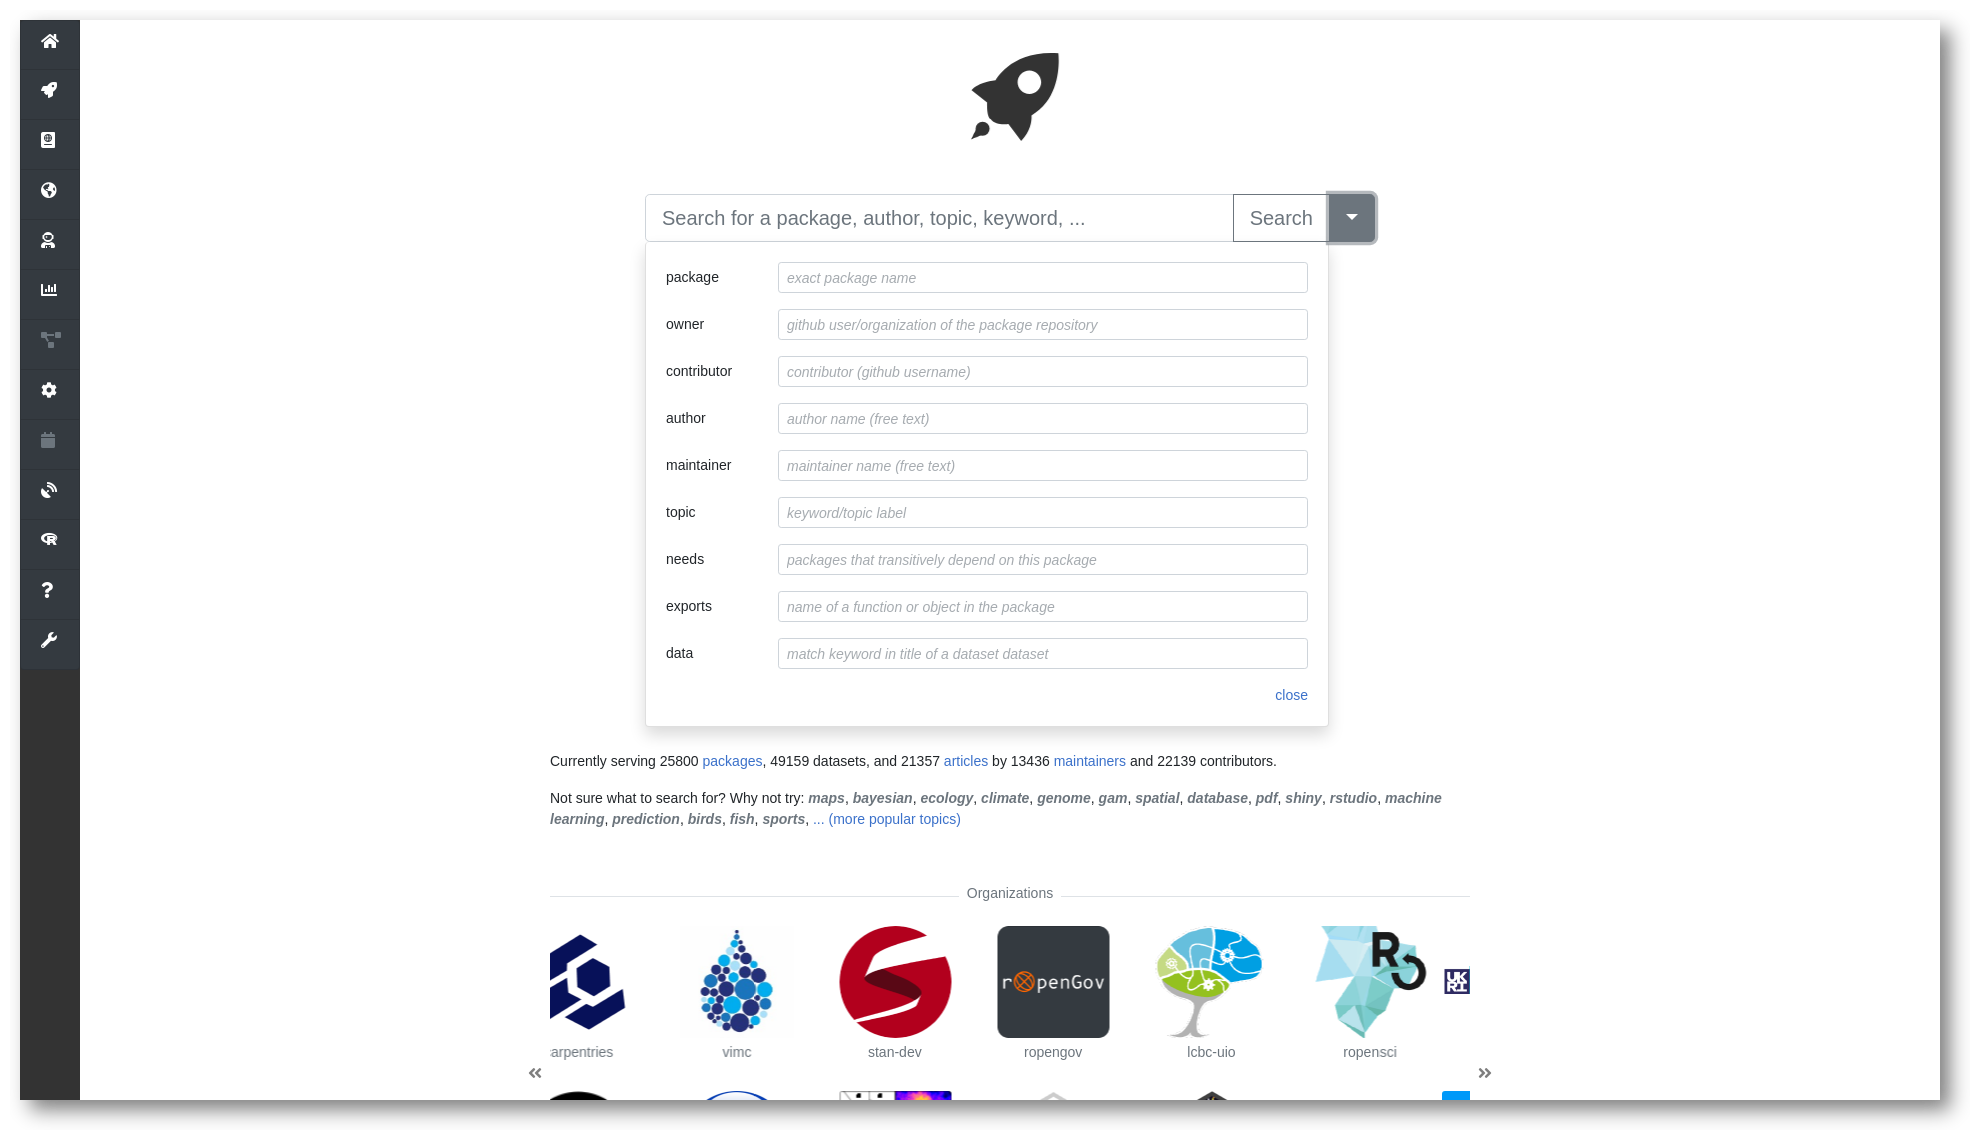 Search for a package, author, topic, keyword, ...
Search
package
exact package name
owner
github user/organization of the package repository
contributor
contributor (github username)
author
author name (free text)
maintainer
maintainer name (free text)
topic
keyword/topic label
needs
packages that transitively depend on this package
exports
name of a function or object in the package
data
match keyword in title of a dataset dataset
close
Currently serving 25800 packages, 49159 datasets, and 21357 articles by 13436 maintainers and 22139 contributors.
Not sure what to search for? Why not try: maps, bayesian, ecology, climate, genome, gam, spatial, database, pdf, shiny, rstudio, machine
learning, prediction, birds, fish, sports, ... (more popular topics)
Organizations
rOpenGov
R
UK
RI
arpentries
vimc
stan-dev
ropengov
lcbc-uio
ropensci
«
»